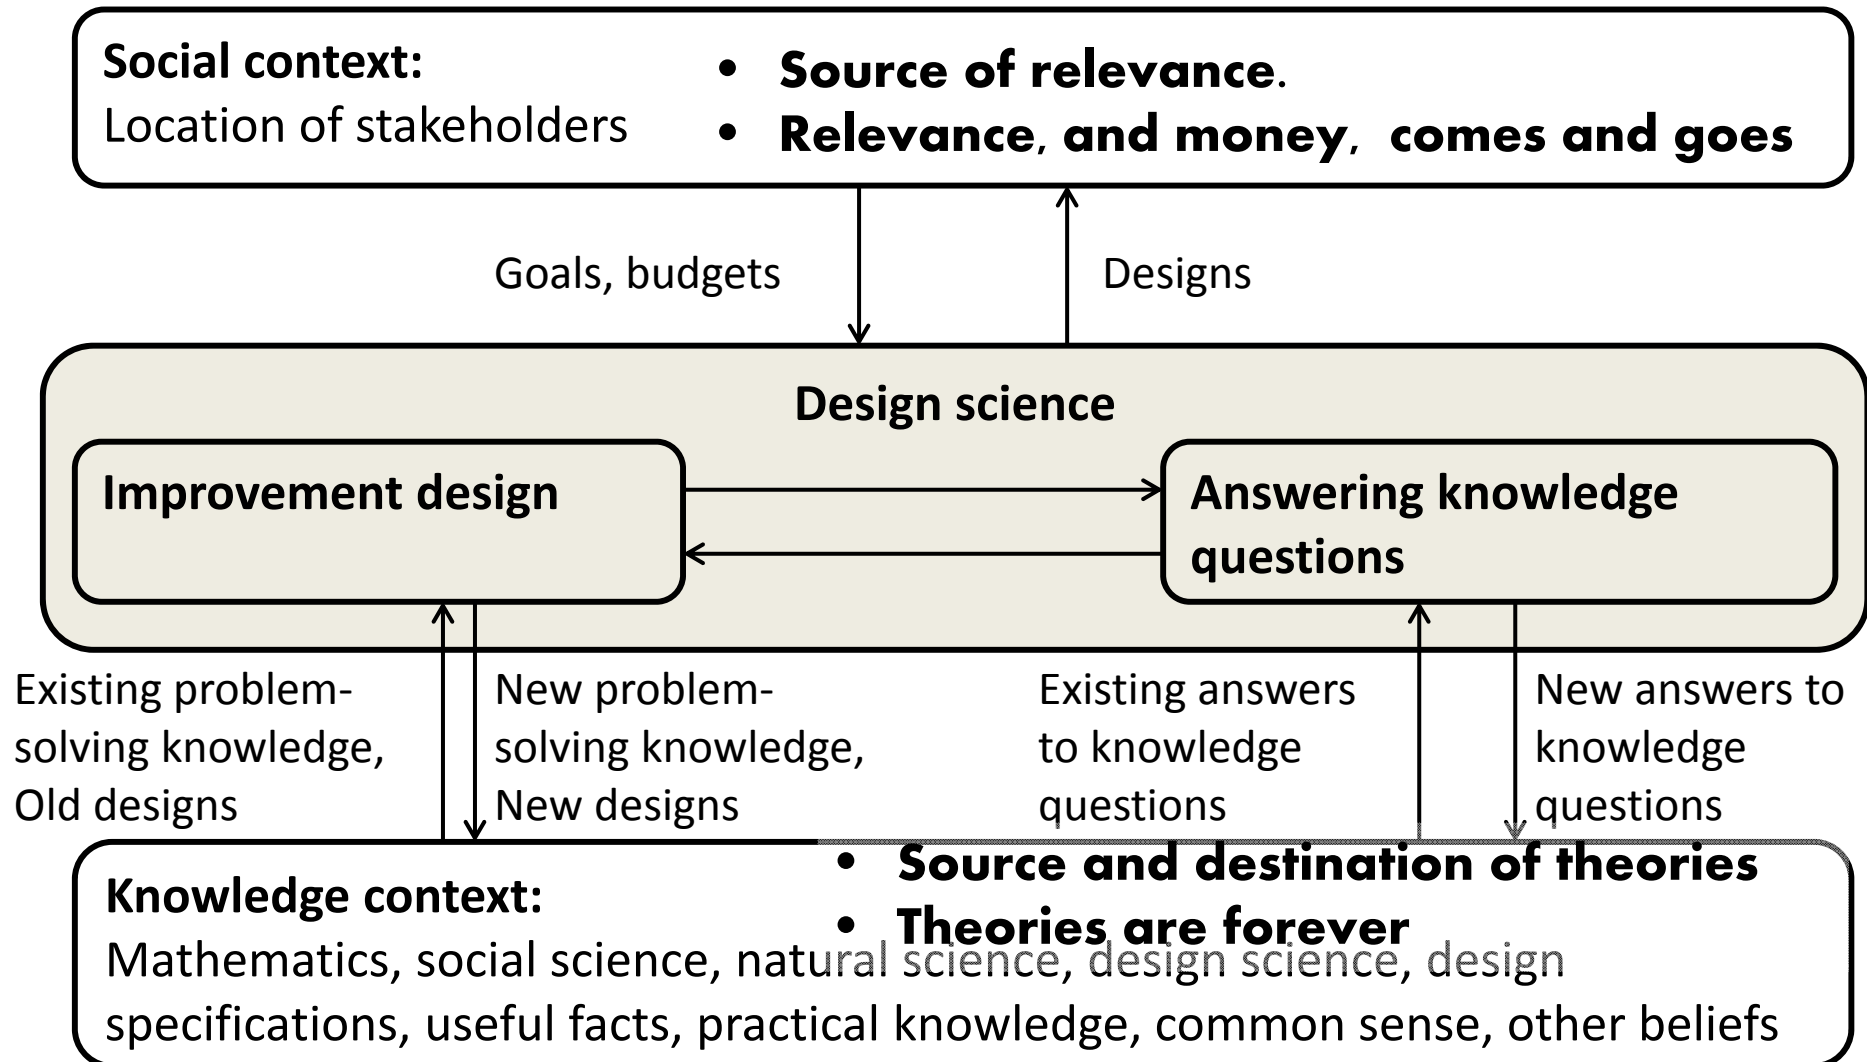 Social context:
Location of stakeholders
• Source of relevance.
• Relevance, and money, comes and goes
Goals, budgets
Designs
Design science
Improvement design
Answering knowledge
questions
Existing problem-
solving knowledge,
Old designs
New problem-
solving knowledge,
New designs
Existing answers
to knowledge
questions
New answers to
knowledge
questions
• Source and destination of theories
• Theories are forever
Knowledge context:
Mathematics, social science, natural science, design science, design
specifications, useful facts, practical knowledge, common sense, other beliefs